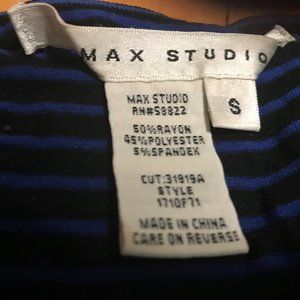 MAX STUDIO
S
MAX STUDIO
RN#58822
50%RAYON
45%POLYESTER
5%SPANDEX
CUT:31919A
STYLE
1710F71
MADE IN CHINA
CARE ON REVERSE